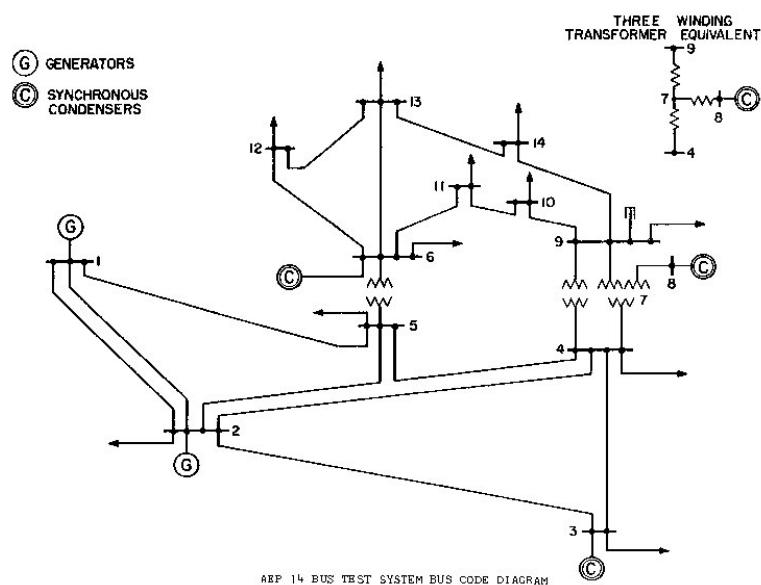 THREE WINDING
TRANSFORMER EQUIVALENT
9
7
C
8
4
G GENERATORS
C SYNCHRONOUS
CONDENSERS
13
14
12
11
10
G
1
6
9
C
8
C
7
5
4
2
G
3
C
AEP 14 BUS TEST SYSTEM BUS CODE DIAGRAM